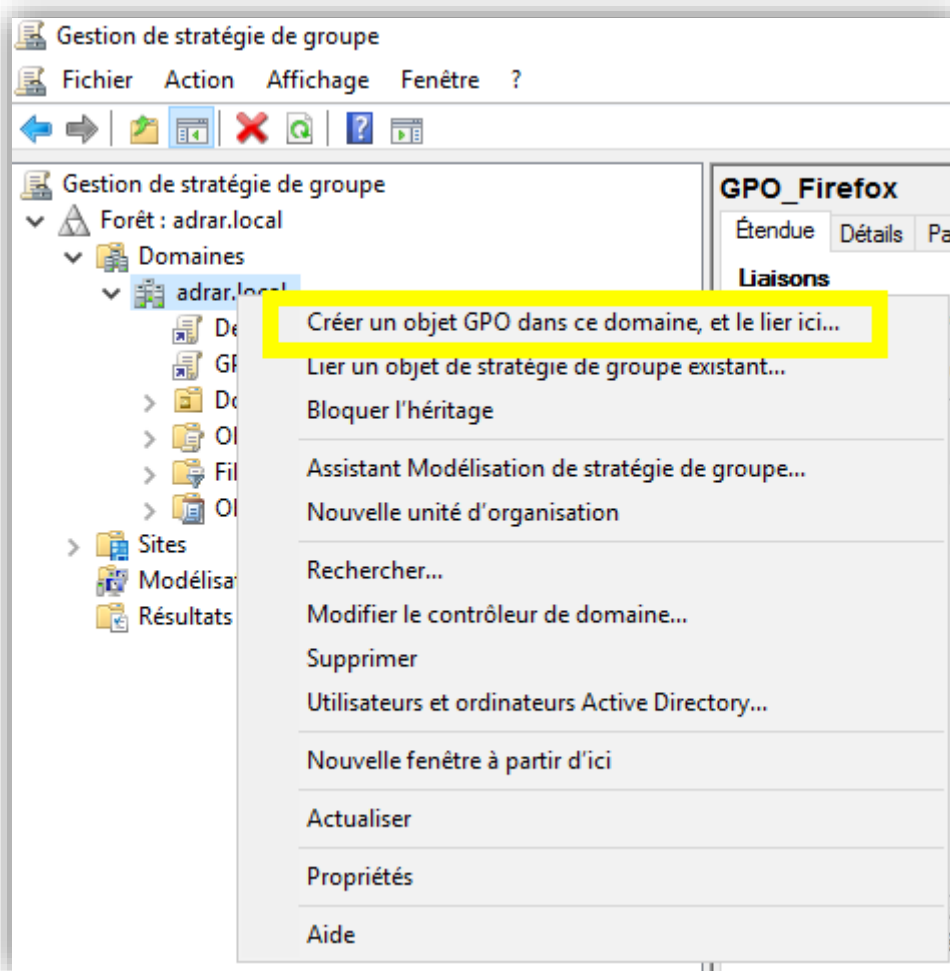 Gestion de stratégie de groupe
Fichier Action Affichage Fenêtre ?
Gestion de stratégie de groupe
Forêt : adrar.local
Domaines
adrar.local
Sites
Résultats
GPO_Firefox
Étendue Détails
Liaisons
Créer un objet GPO dans ce domaine, et le lier ici...
Lier un objet de stratégie de groupe existant...
Bloquer l'héritage
Assistant Modélisation de stratégie de groupe...
Nouvelle unité d'organisation
Rechercher...
Modifier le contrôleur de domaine...
Supprimer
Utilisateurs et ordinateurs Active Directory...
Nouvelle fenêtre à partir d'ici
Actualiser
Propriétés
Aide